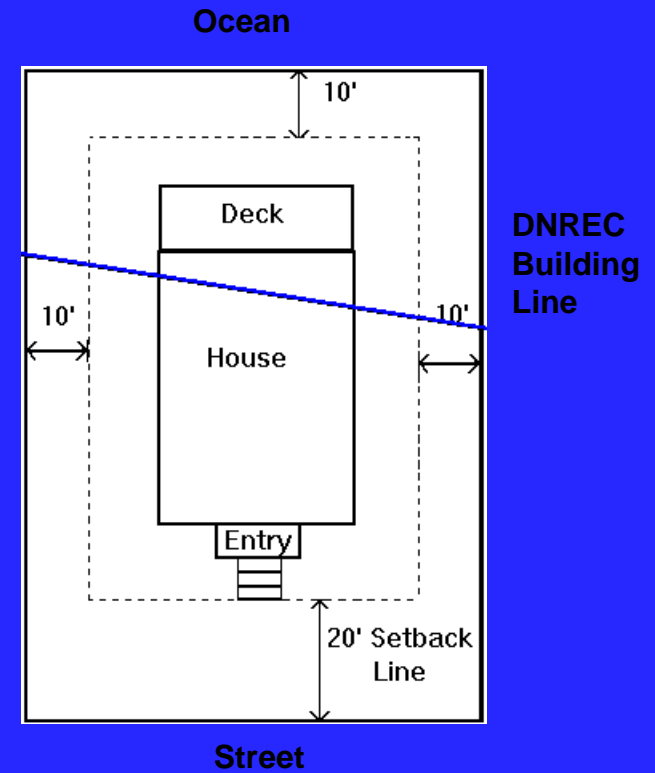 Ocean
10'
Deck
DNREC
Building
Line
10'
10'
House
Entry
20' Setback
Line
Street